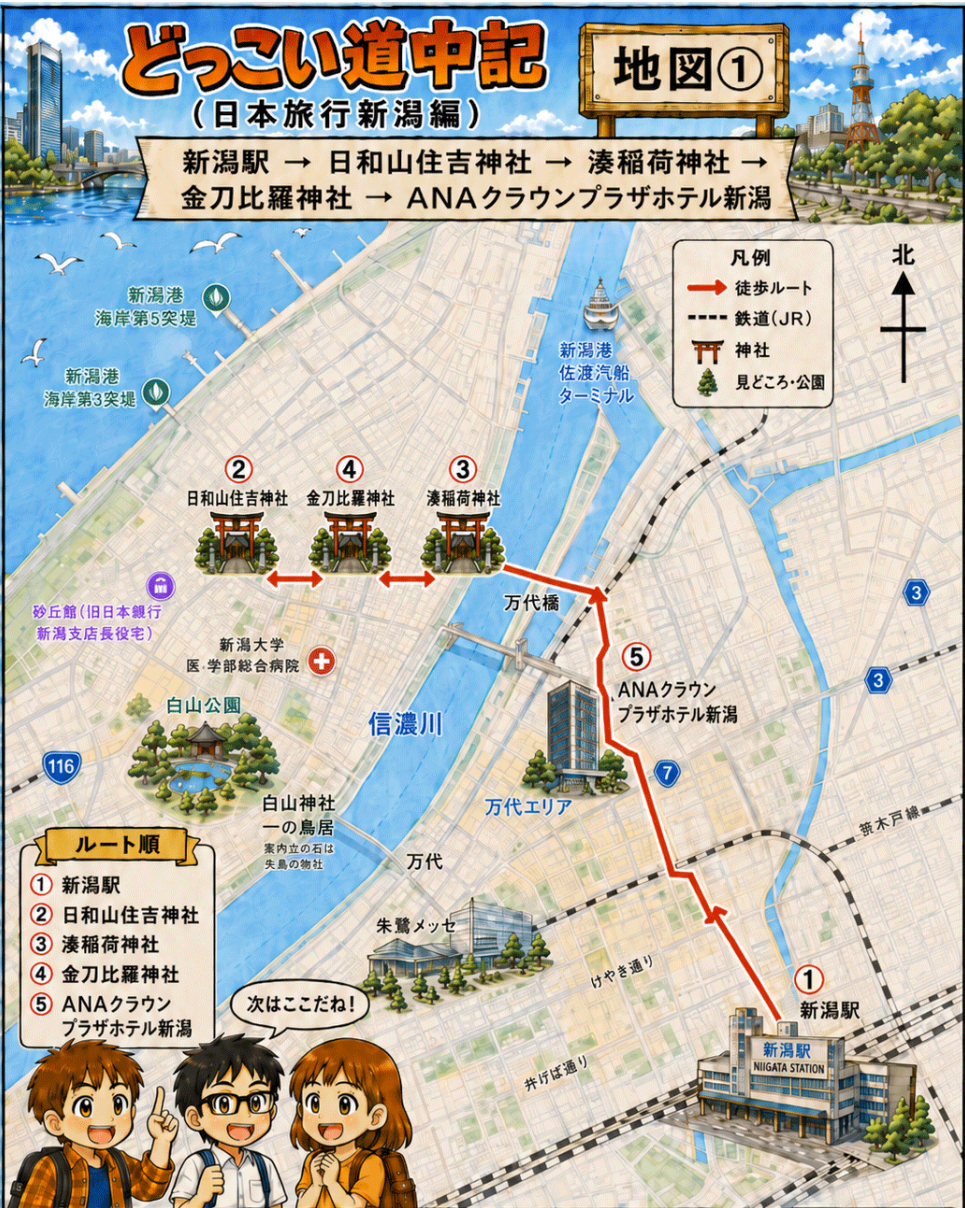 どっこい道中記
(日本旅行新潟編)
地図①
新潟駅 → 日和山住吉神社 → 湊稲荷神社 →
金刀比羅神社 → ANAクラウンプラザホテル新潟
凡例
徒歩ルート
鉄道(JR)
神社
見どころ・公園
北
新潟港
海岸第5突堤
新潟港
海岸第3突堤
新潟港
佐渡汽船
ターミナル
②
日和山住吉神社
④
金刀比羅神社
③
湊稲荷神社
万代橋
砂丘館(旧日本銀行
新潟支店長役宅)
新潟大学
医学部総合病院
3
3
⑤
ANAクラウン
プラザホテル新潟
白山公園
信濃川
116
7
万代エリア
白山神社
一の鳥居
案内立の石は
失島の物社
万代
笹木戸線
朱鷺メッセ
けやき通り
井げば通り
①
新潟駅
新潟駅
NIIGATA STATION
ルート順
① 新潟駅
② 日和山住吉神社
③ 湊稲荷神社
④ 金刀比羅神社
⑤ ANAクラウン
プラザホテル新潟
次はここだね!